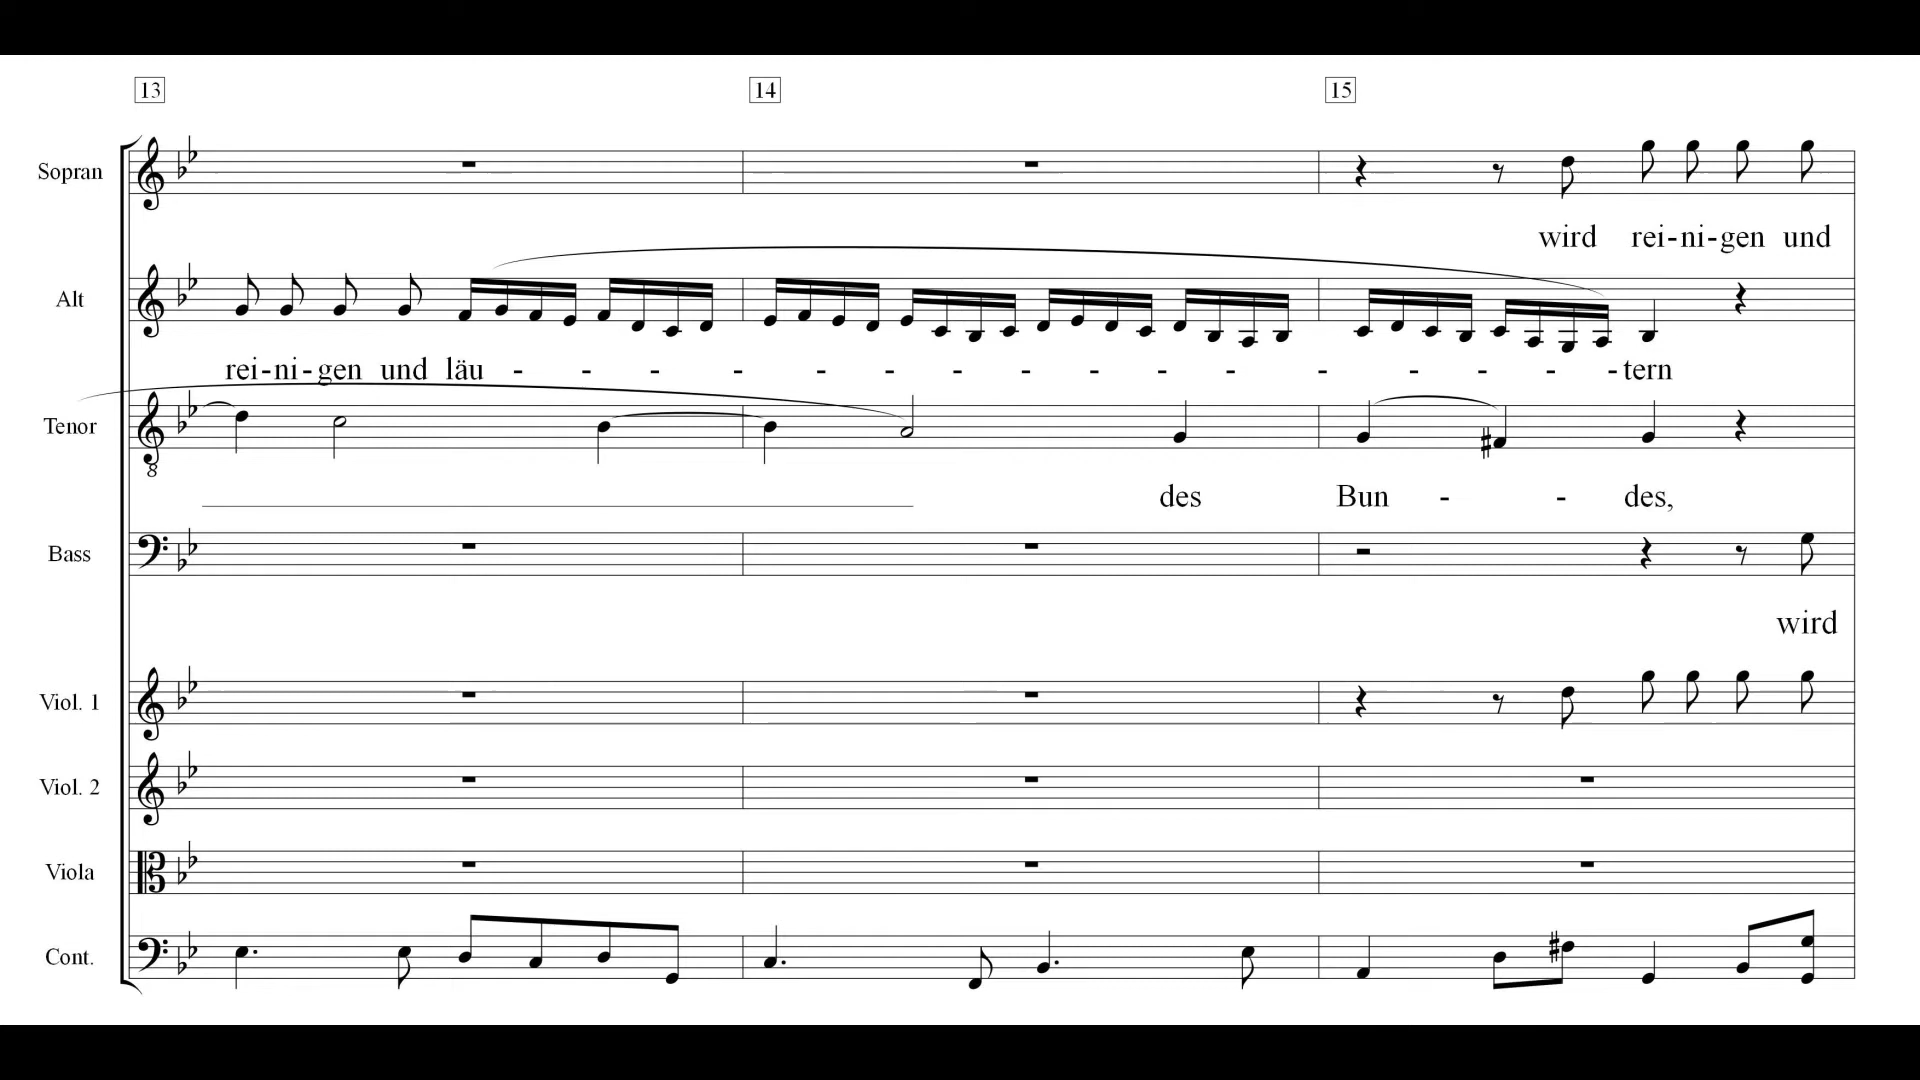 13 14 15
Sopran
wird rei-ni-gen und
Alt
rei-ni-gen und läu - - - - - - - - - - - - - - -tern
Tenor
8
des Bun - - des,
Bass
wird
Viol. 1
Viol. 2
Viola
Cont.